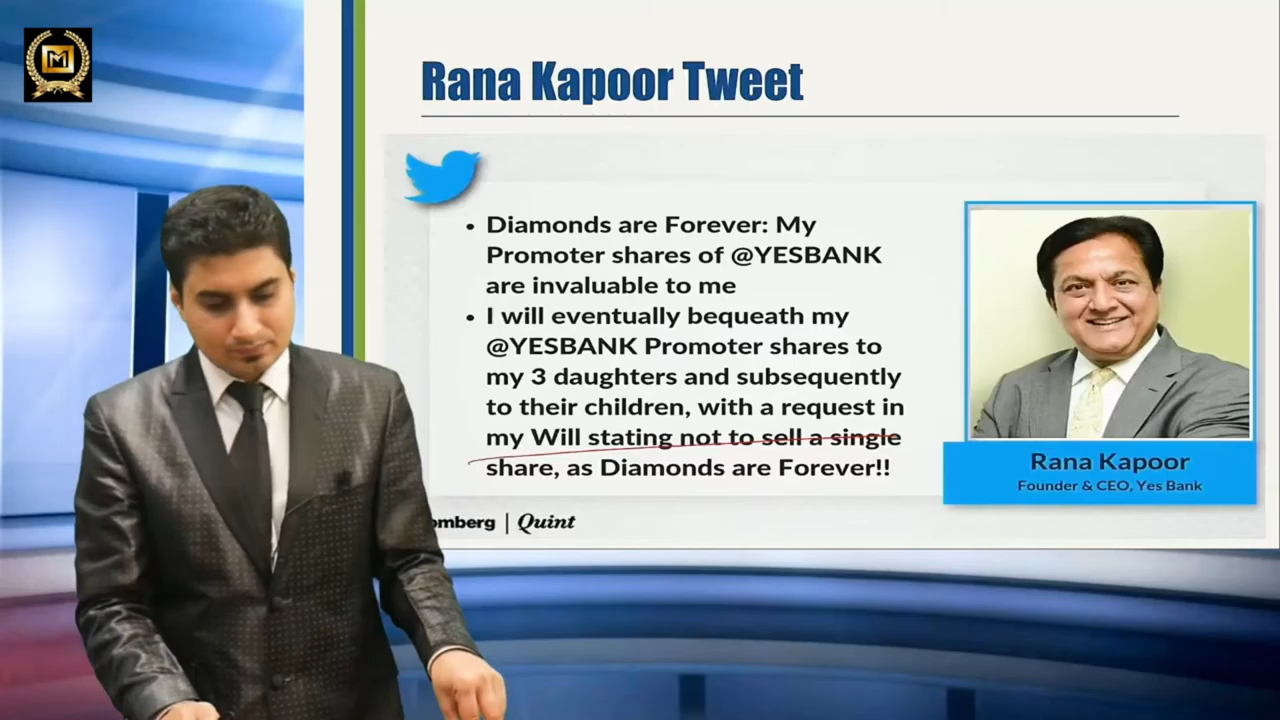 M
Rana Kapoor Tweet
• Diamonds are Forever: My
Promoter shares of @YESBANK
are invaluable to me
• I will eventually bequeath my
@YESBANK Promoter shares to
my 3 daughters and subsequently
to their children, with a request in
my Will stating not to sell a single
share, as Diamonds are Forever!!
Rana Kapoor
Founder & CEO, Yes Bank
omberg | Quint